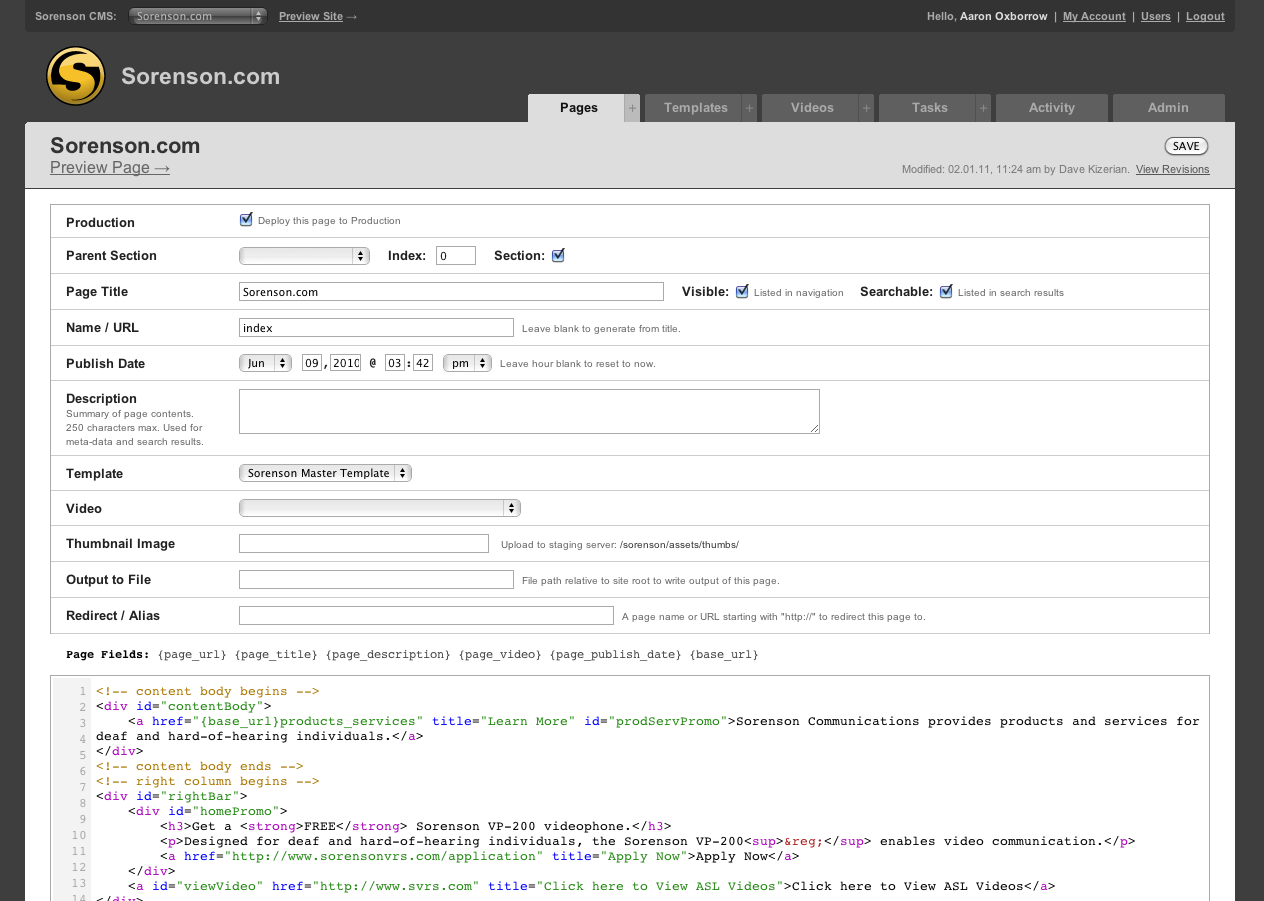 Sorenson CMS: Sorenson.com Preview Site → Hello, Aaron Oxborrow | My Account | Users | Logout
Sorenson.com
Pages + Templates + Videos + Tasks + Activity Admin
Sorenson.com SAVE
Preview Page → Modified: 02.01.11, 11:24 am by Dave Kizerian. View Revisions
Production Deploy this page to Production
Parent Section Index: 0 Section:
Page Title Sorenson.com Visible: Listed in navigation Searchable: Listed in search results
Name / URL index Leave blank to generate from title.
Publish Date Jun 09 , 2010 @ 03 : 42 pm Leave hour blank to reset to now.
Description
Summary of page contents.
250 characters max. Used for
meta-data and search results.
Template Sorenson Master Template
Video
Thumbnail Image Upload to staging server: /sorenson/assets/thumbs/
Output to File File path relative to site root to write output of this page.
Redirect / Alias A page name or URL starting with "http://" to redirect this page to.
Page Fields: {page_url} {page_title} {page_description} {page_video} {page_publish_date} {base_url}
1 <!-- content body begins -->
2 <div id="contentBody">
3 <a href="{base_url}products_services" title="Learn More" id="prodServPromo">Sorenson Communications provides products and services for
4 deaf and hard-of-hearing individuals.</a>
5 </div>
6 <!-- content body ends -->
7 <!-- right column begins -->
8 <div id="rightBar">
9 <div id="homePromo">
10 <h3>Get a <strong>FREE</strong> Sorenson VP-200 videophone.</h3>
11 <p>Designed for deaf and hard-of-hearing individuals, the Sorenson VP-200<sup>&reg;</sup> enables video communication.</p>
12 <a href="http://www.sorensonvrs.com/application" title="Apply Now">Apply Now</a>
</div>
13 <a id="viewVideo" href="http://www.svrs.com" title="Click here to View ASL Videos">Click here to View ASL Videos</a>
14 </div>